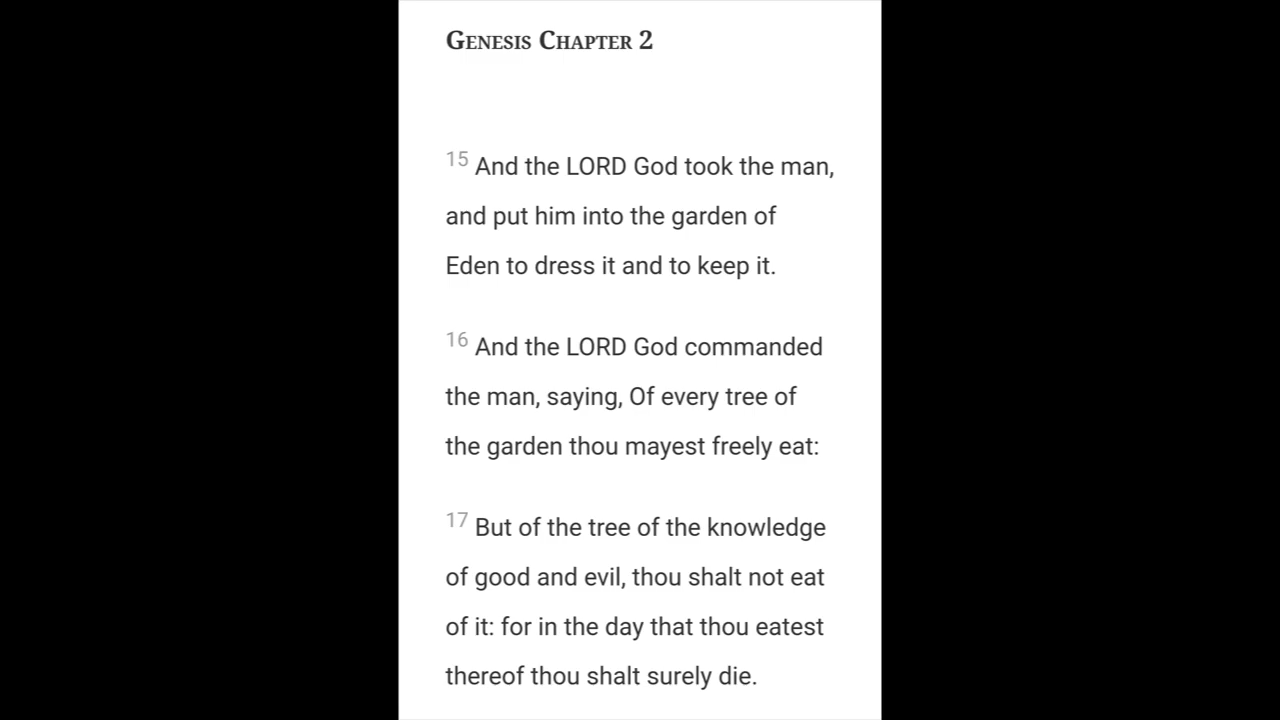 Genesis Chapter 2
15 And the LORD God took the man,
and put him into the garden of
Eden to dress it and to keep it.
16 And the LORD God commanded
the man, saying, Of every tree of
the garden thou mayest freely eat:
17 But of the tree of the knowledge
of good and evil, thou shalt not eat
of it: for in the day that thou eatest
thereof thou shalt surely die.